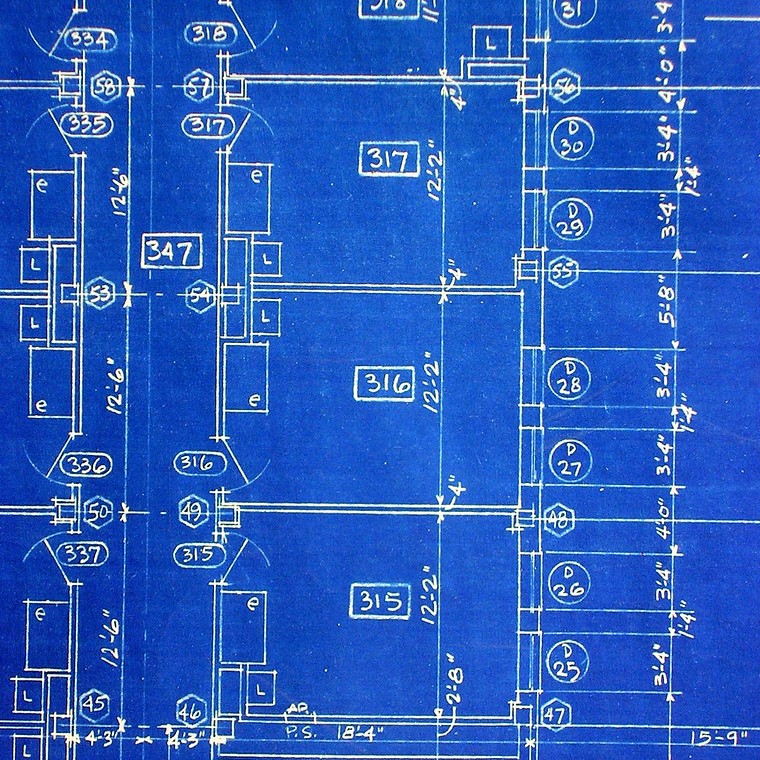 318
31
3'-4"
334
318
L
4'-0"
58
57
56
4"
335
317
D
30
3'-4"
317
12'-2"
1'-4"
e
e
12'-6"
D
29
3'-4"
347
L
L
4"
55
53
54
5'-8"
L
L
316
12'-2"
D
28
3'-4"
12'-6"
e
e
1'-4"
336
316
D
27
3'-4"
4"
50
49
48
4'-0"
337
315
D
26
3'-4"
315
12'-2"
e
e
1'-4"
12'-6"
D
25
3'-4"
L
L
2'-8"
45
46
47
AP.
P.S. 18'-4"
4'-3" 4'-3"
15'-9"
L